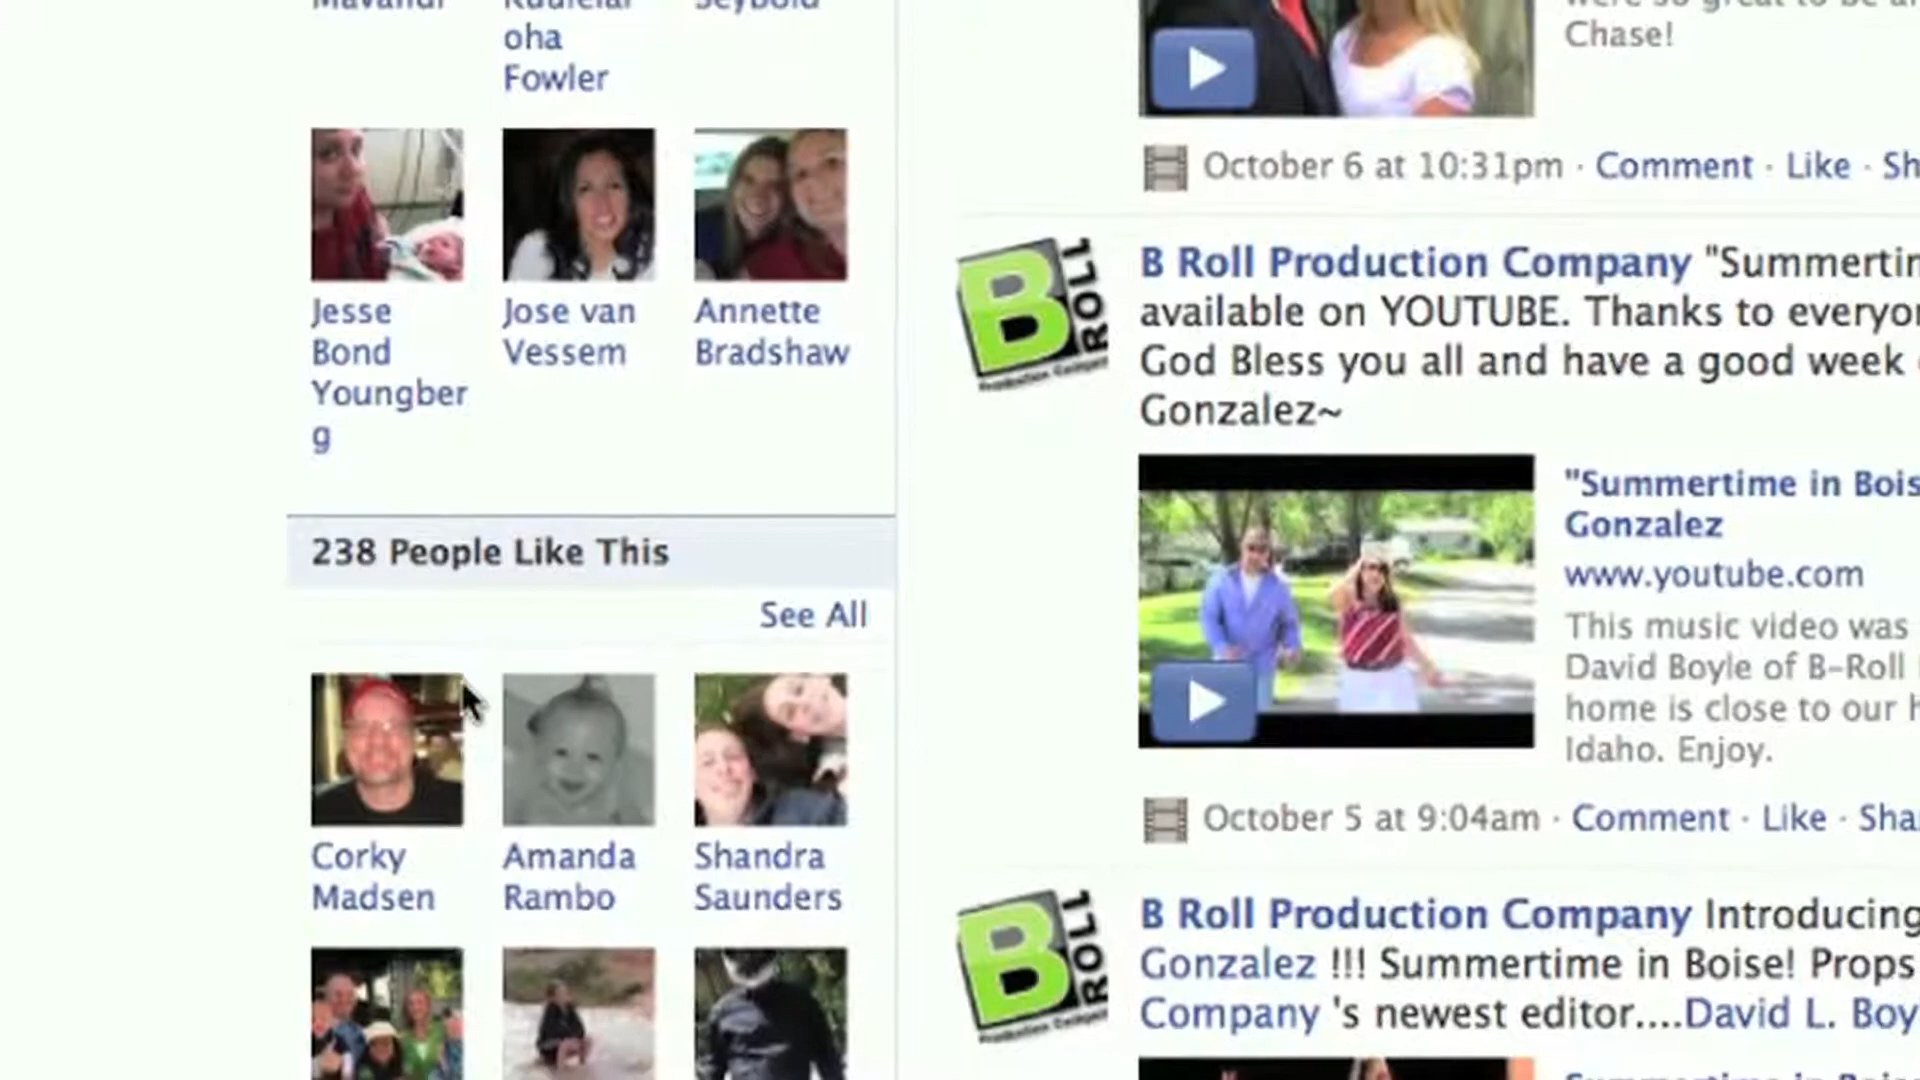 oha
Fowler
Jesse
Bond
Youngber
g
Jose van
Vessem
Annette
Bradshaw
238 People Like This
See All
Corky
Madsen
Amanda
Rambo
Shandra
Saunders
Chase!
October 6 at 10:31pm · Comment · Like · Sh
B ROLL
B Roll Production Company "Summertin
available on YOUTUBE. Thanks to everyo
God Bless you all and have a good week
Gonzalez~
"Summertime in Bois
Gonzalez
www.youtube.com
This music video was
David Boyle of B-Roll
home is close to our h
Idaho. Enjoy.
October 5 at 9:04am · Comment · Like · Sha
B ROLL
B Roll Production Company Introducing
Gonzalez !!! Summertime in Boise! Props
Company 's newest editor....David L. Boy